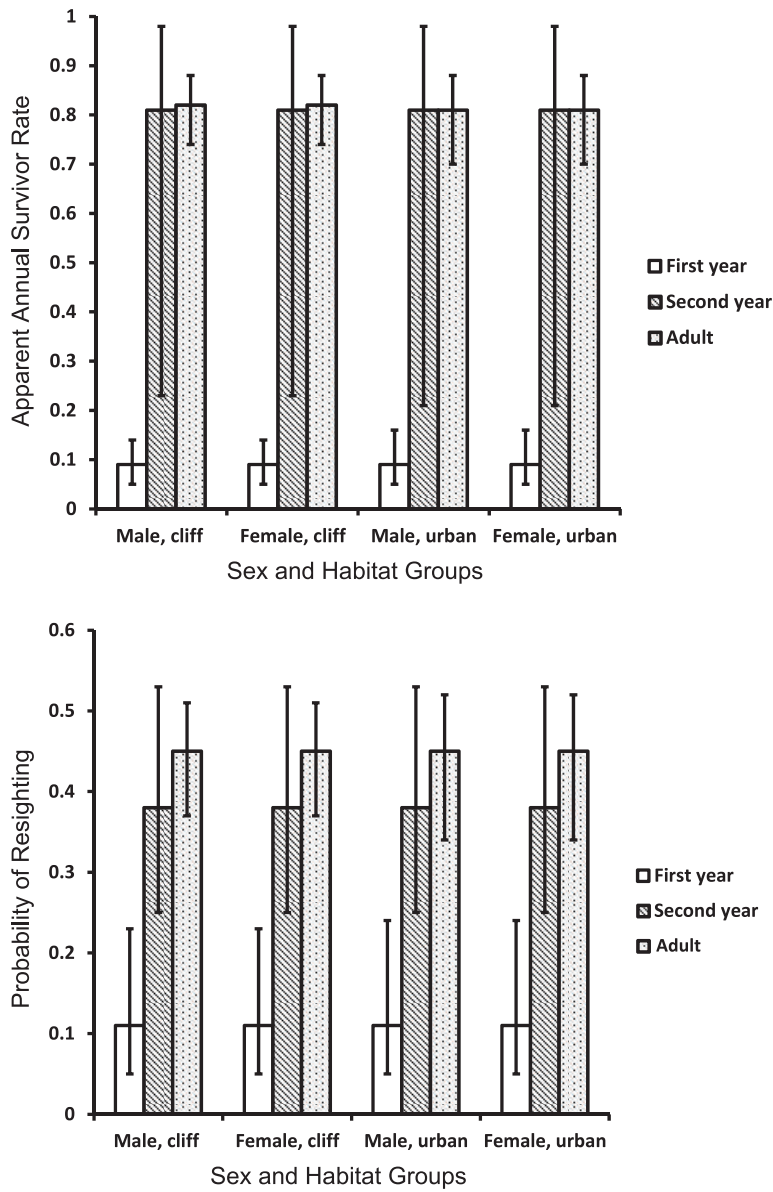 1
0.9
0.8
0.7
0.6
0.5
0.4
0.3
0.2
0.1
0
Apparent Annual Survivor Rate
Male, cliff Female, cliff Male, urban Female, urban
Sex and Habitat Groups
First year
Second year
Adult
0.6
0.5
0.4
0.3
0.2
0.1
0
Probability of Resighting
Male, cliff Female, cliff Male, urban Female, urban
Sex and Habitat Groups
First year
Second year
Adult